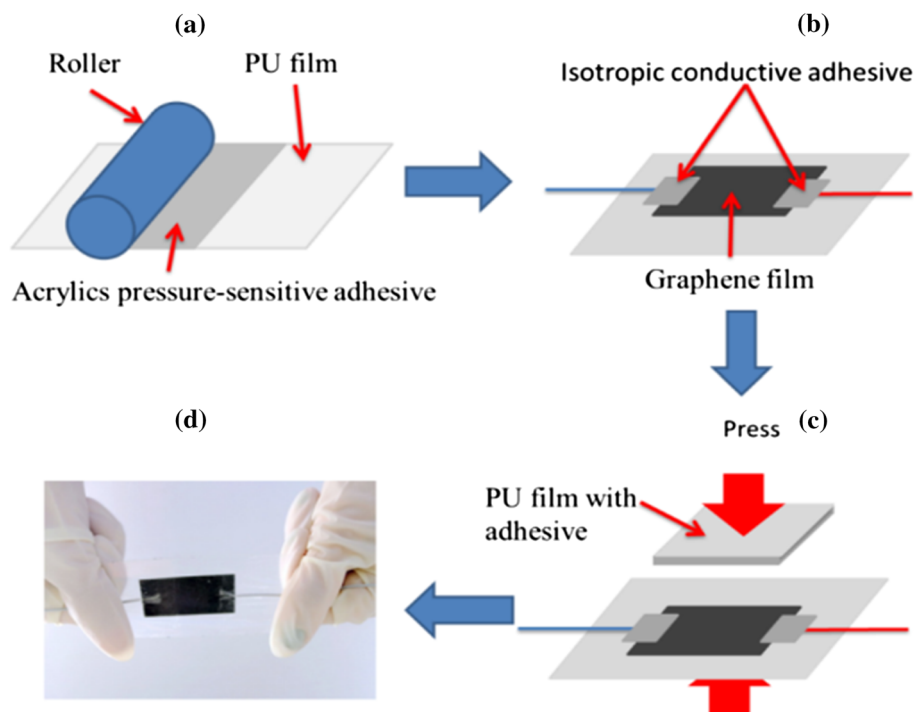 (a)
Roller
PU film
Acrylics pressure-sensitive adhesive
(b)
Isotropic conductive adhesive
Graphene film
(c)
Press
PU film with
adhesive
(d)